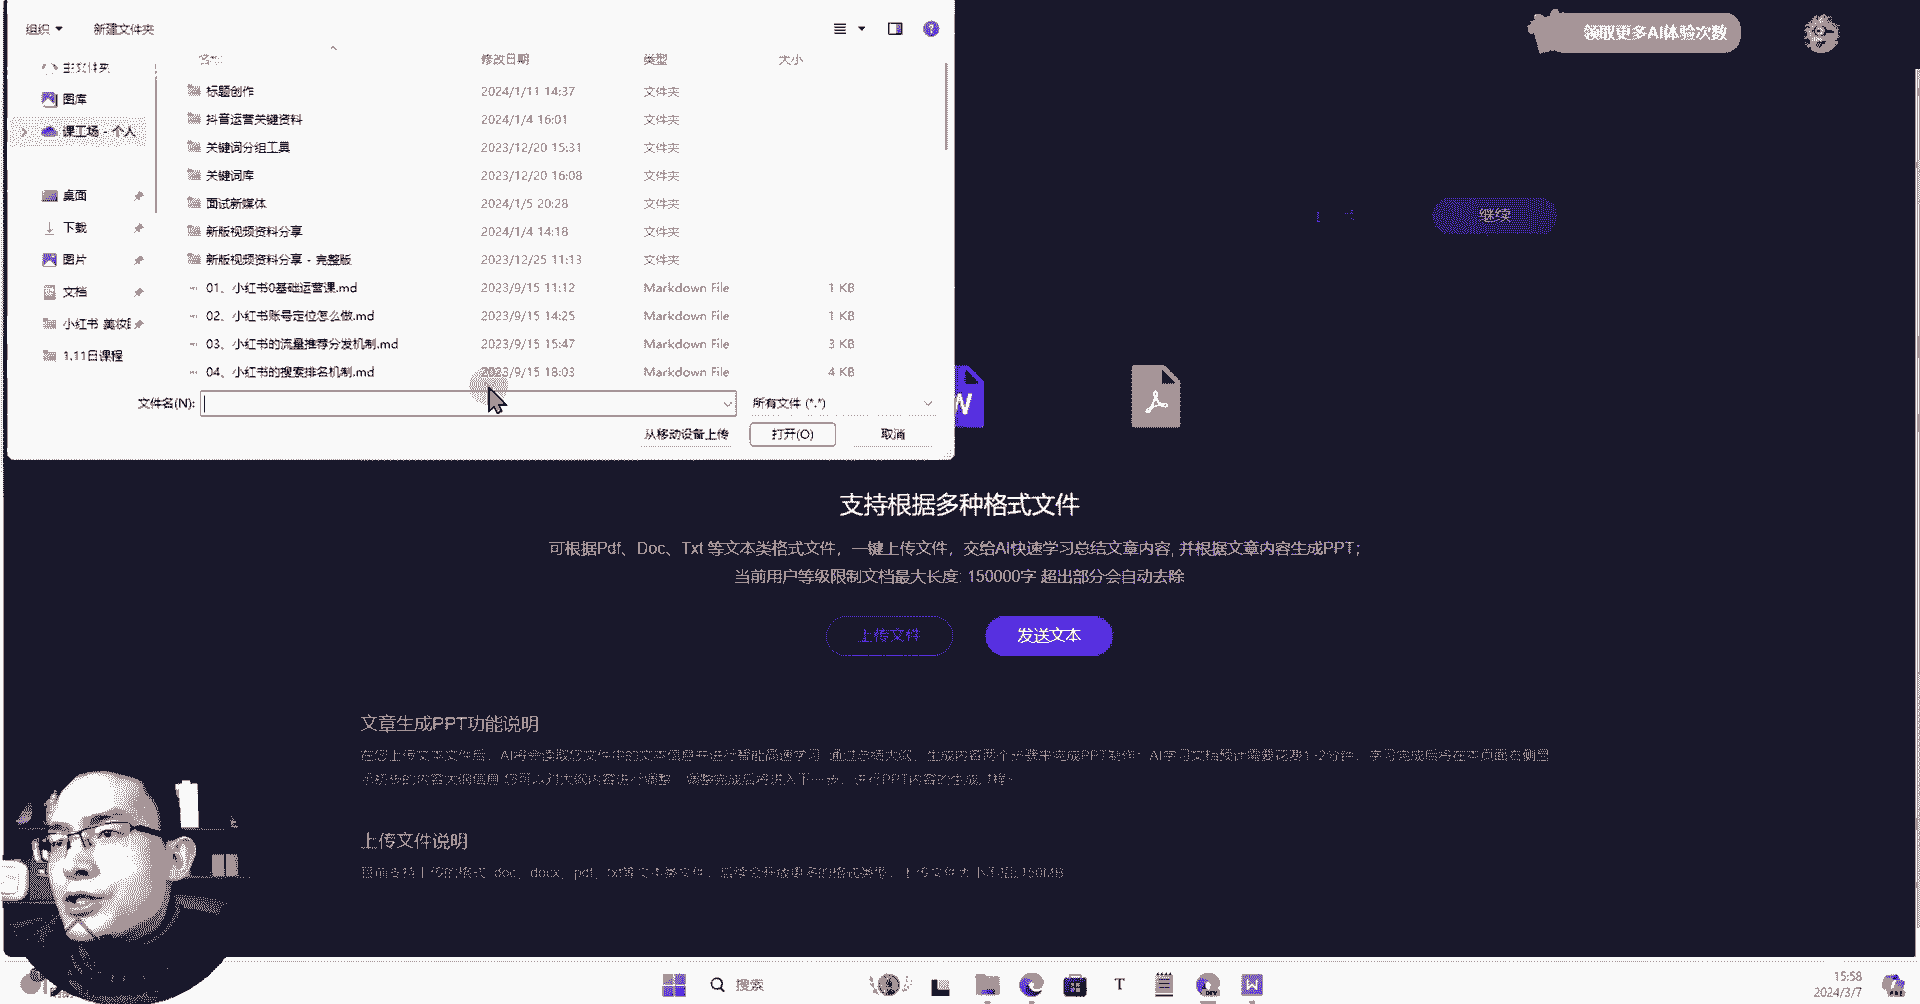 组织
新建文件夹
领取更多AI体验次数
主文件夹
图库
课工场 - 个人
桌面
下载
图片
文档
小红书 美妆
1.11日课程
名称 修改日期 类型 大小
标题创作 2024/1/11 14:37 文件夹
抖音运营关键资料 2024/1/4 16:01 文件夹
关键词分组工具 2023/12/20 15:31 文件夹
关键词库 2023/12/20 16:08 文件夹
面试新媒体 2024/1/5 20:28 文件夹
新版视频资料分享 2024/1/4 14:18 文件夹
新版视频资料分享 - 完整版 2023/12/25 11:13 文件夹
01、小红书0基础运营课.md 2023/9/15 11:12 Markdown File 1 KB
02、小红书账号定位怎么做.md 2023/9/15 14:25 Markdown File 1 KB
03、小红书的流量推荐分发机制.md 2023/9/15 15:47 Markdown File 3 KB
04、小红书的搜索排名机制.md 2023/9/15 18:03 Markdown File 4 KB
文件名(N): 所有文件 (*.*)
从移动设备上传 打开(O) 取消
继续
W
支持根据多种格式文件
可根据Pdf、Doc、Txt 等文本类格式文件，一键上传文件，交给AI快速学习总结文章内容, 并根据文章内容生成PPT；
当前用户等级限制文档最大长度: 150000字 超出部分会自动去除
上传文件 发送文本
文章生成PPT功能说明
上传文件说明
搜索
T
W
15:58
2024/3/7